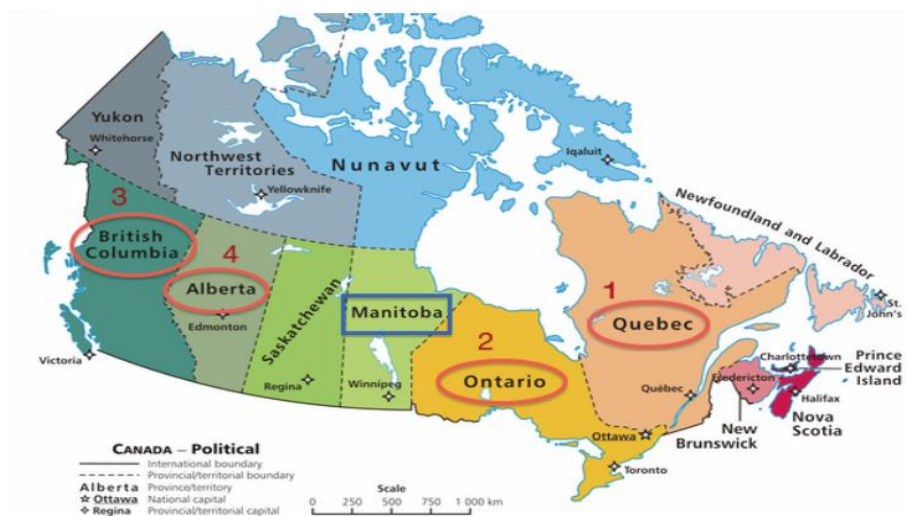 Yukon
Whitehorse
Northwest
Territories
Yellowknife
Nunavut
Iqaluit
Newfoundland and Labrador
St.
John's
3
British
Columbia
4
Alberta
Edmonton
Saskatchewan
Manitoba
1
Quebec
2
Ontario
Victoria
Regina
Winnipeg
Québec
Ottawa
Toronto
Charlottetown
Prince
Edward
Island
Fredericton
Halifax
Nova
Scotia
New
Brunswick
CANADA – Political
International boundary
Provincial/territorial boundary
Alberta Province/territory
Ottawa National capital
Regina Provincial/territorial capital
Scale
0 250 500 750 1 000 km